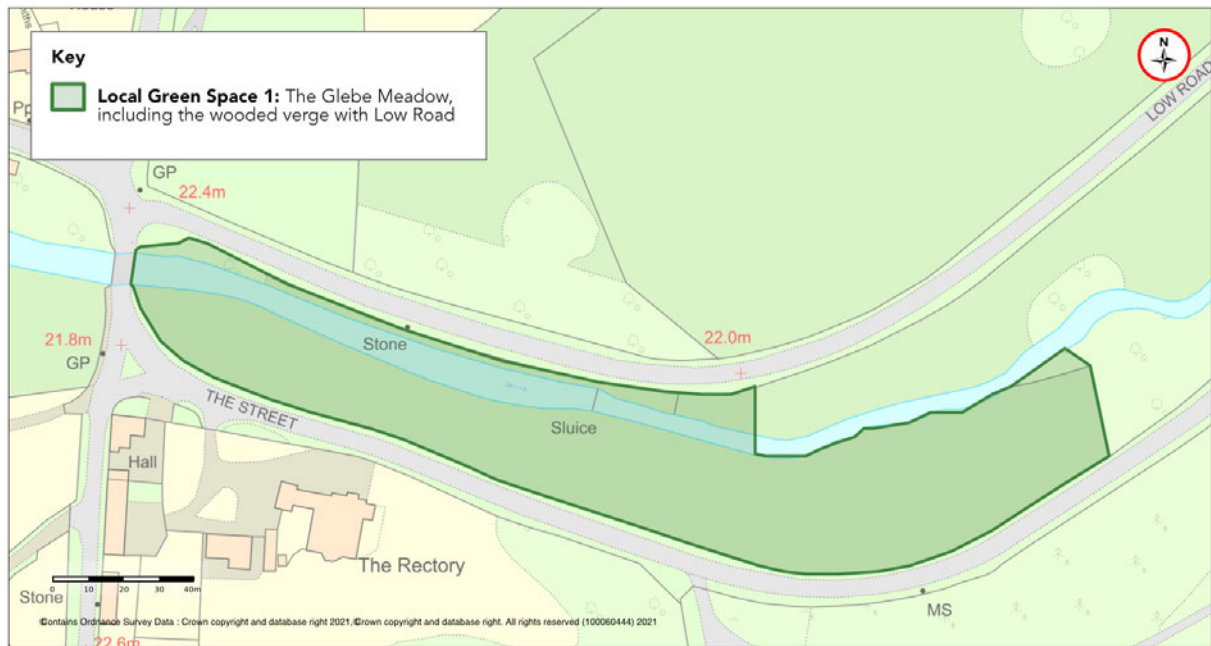 Key
Local Green Space 1: The Glebe Meadow,
including the wooded verge with Low Road
N
LOW ROAD
GP
22.4m
21.8m
GP
Stone
22.0m
THE STREET
Sluice
Hall
The Rectory
0 10 20 30 40m
Stone
MS
22.6m
©Contains Ordnance Survey Data : Crown copyright and database right 2021,©rown copyright and database right. All rights reserved (100060444) 2021